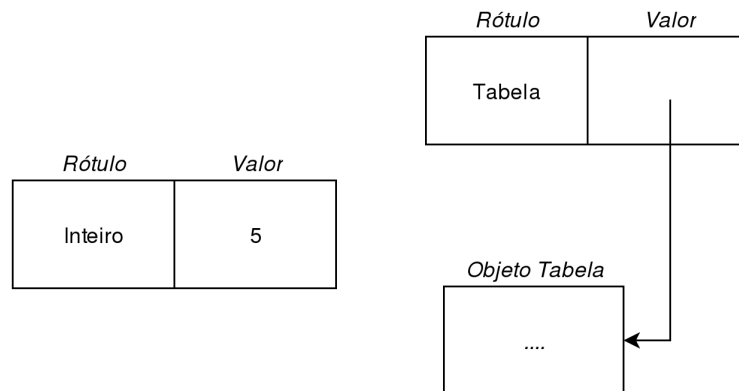 Rótulo Valor
Inteiro 5
Rótulo Valor
Tabela
Objeto Tabela
....